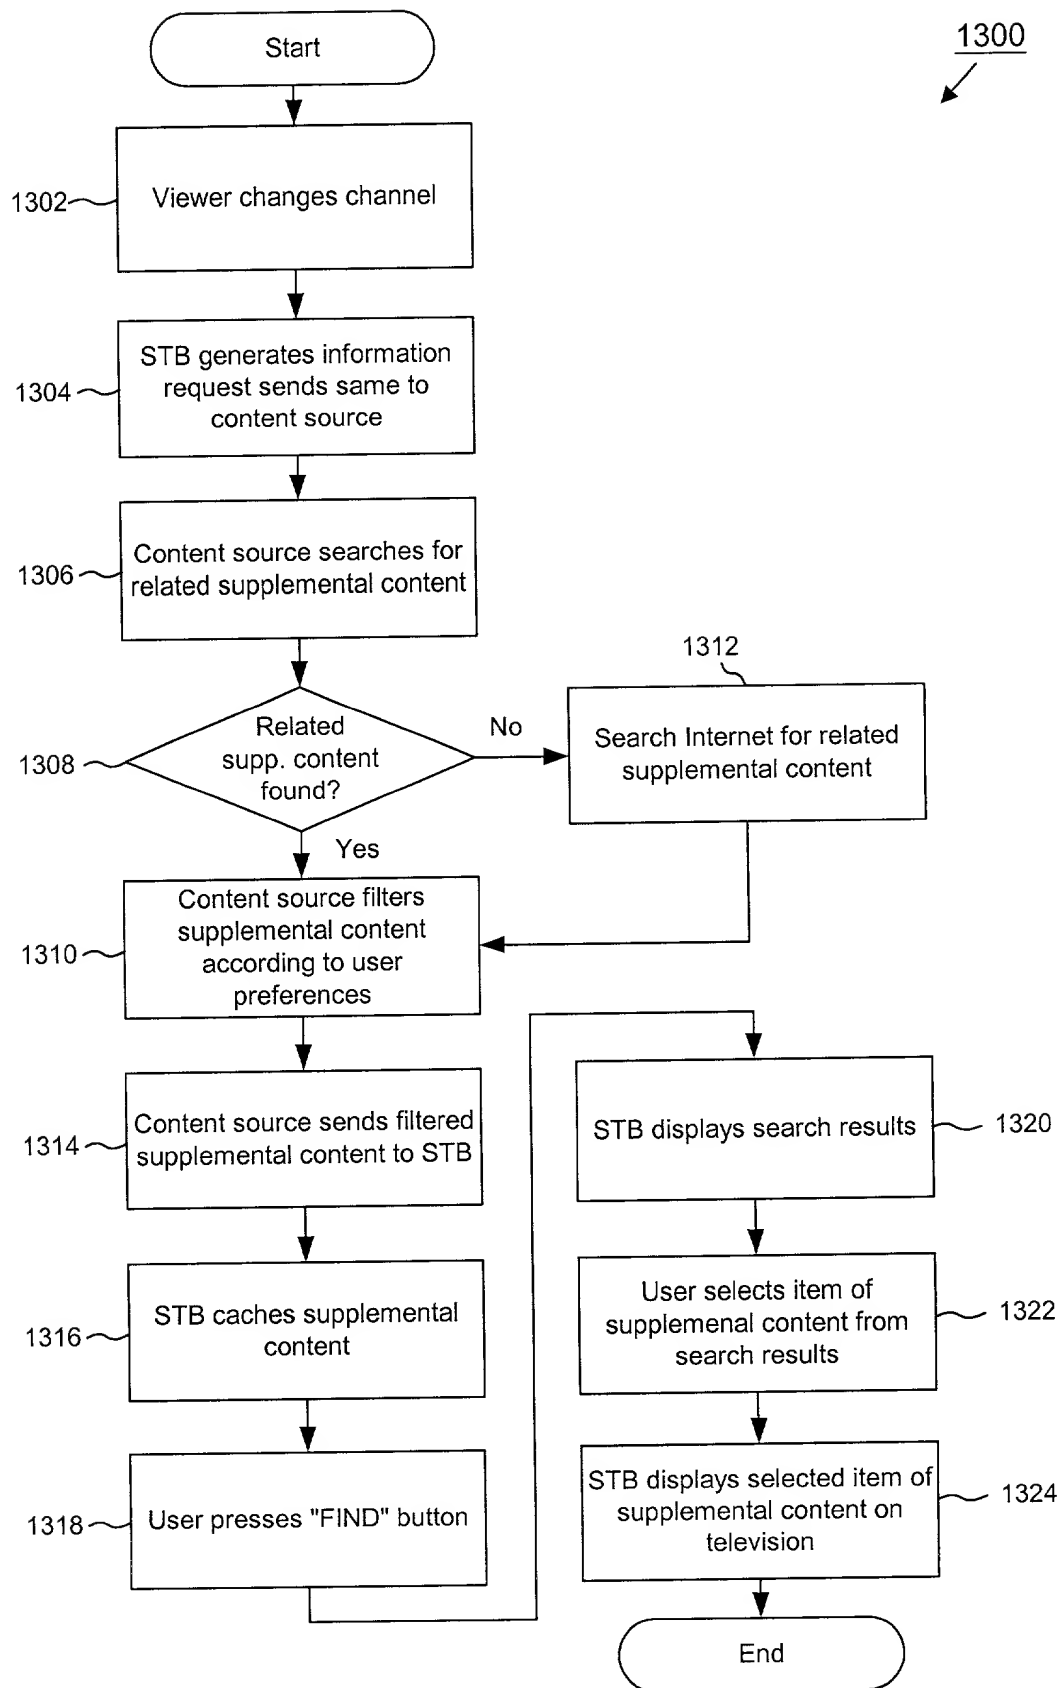 Start
1300
1302
Viewer changes channel
1304
STB generates information
request sends same to
content source
1306
Content source searches for
related supplemental content
1308
Related
supp. content
found?
No
Yes
1312
Search Internet for related
supplemental content
1310
Content source filters
supplemental content
according to user
preferences
1314
Content source sends filtered
supplemental content to STB
1316
STB caches supplemental
content
1318
User presses "FIND" button
STB displays search results
1320
User selects item of
supplemenal content from
search results
1322
STB displays selected item of
supplemental content on
television
1324
End